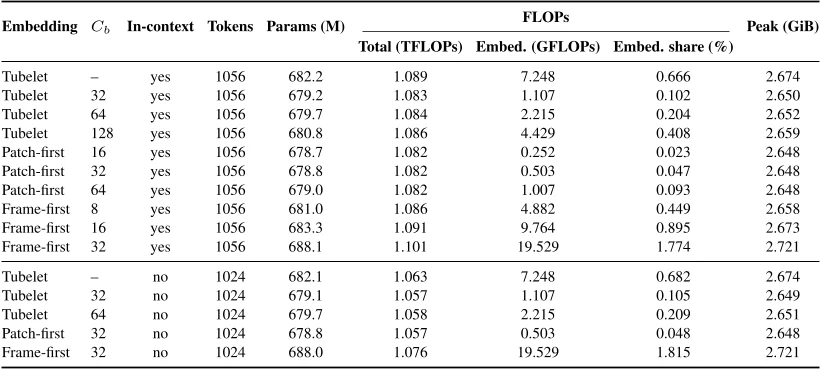 FLOPs
Embedding C_b In-context Tokens Params (M) Peak (GiB)
Total (TFLOPs) Embed. (GFLOPs) Embed. share (%)
Tubelet – yes 1056 682.2 1.089 7.248 0.666 2.674
Tubelet 32 yes 1056 679.2 1.083 1.107 0.102 2.650
Tubelet 64 yes 1056 679.7 1.084 2.215 0.204 2.652
Tubelet 128 yes 1056 680.8 1.086 4.429 0.408 2.659
Patch-first 16 yes 1056 678.7 1.082 0.252 0.023 2.648
Patch-first 32 yes 1056 678.8 1.082 0.503 0.047 2.648
Patch-first 64 yes 1056 679.0 1.082 1.007 0.093 2.648
Frame-first 8 yes 1056 681.0 1.086 4.882 0.449 2.658
Frame-first 16 yes 1056 683.3 1.091 9.764 0.895 2.673
Frame-first 32 yes 1056 688.1 1.101 19.529 1.774 2.721
Tubelet – no 1024 682.1 1.063 7.248 0.682 2.674
Tubelet 32 no 1024 679.1 1.057 1.107 0.105 2.649
Tubelet 64 no 1024 679.7 1.058 2.215 0.209 2.651
Patch-first 32 no 1024 678.8 1.057 0.503 0.048 2.648
Frame-first 32 no 1024 688.0 1.076 19.529 1.815 2.721